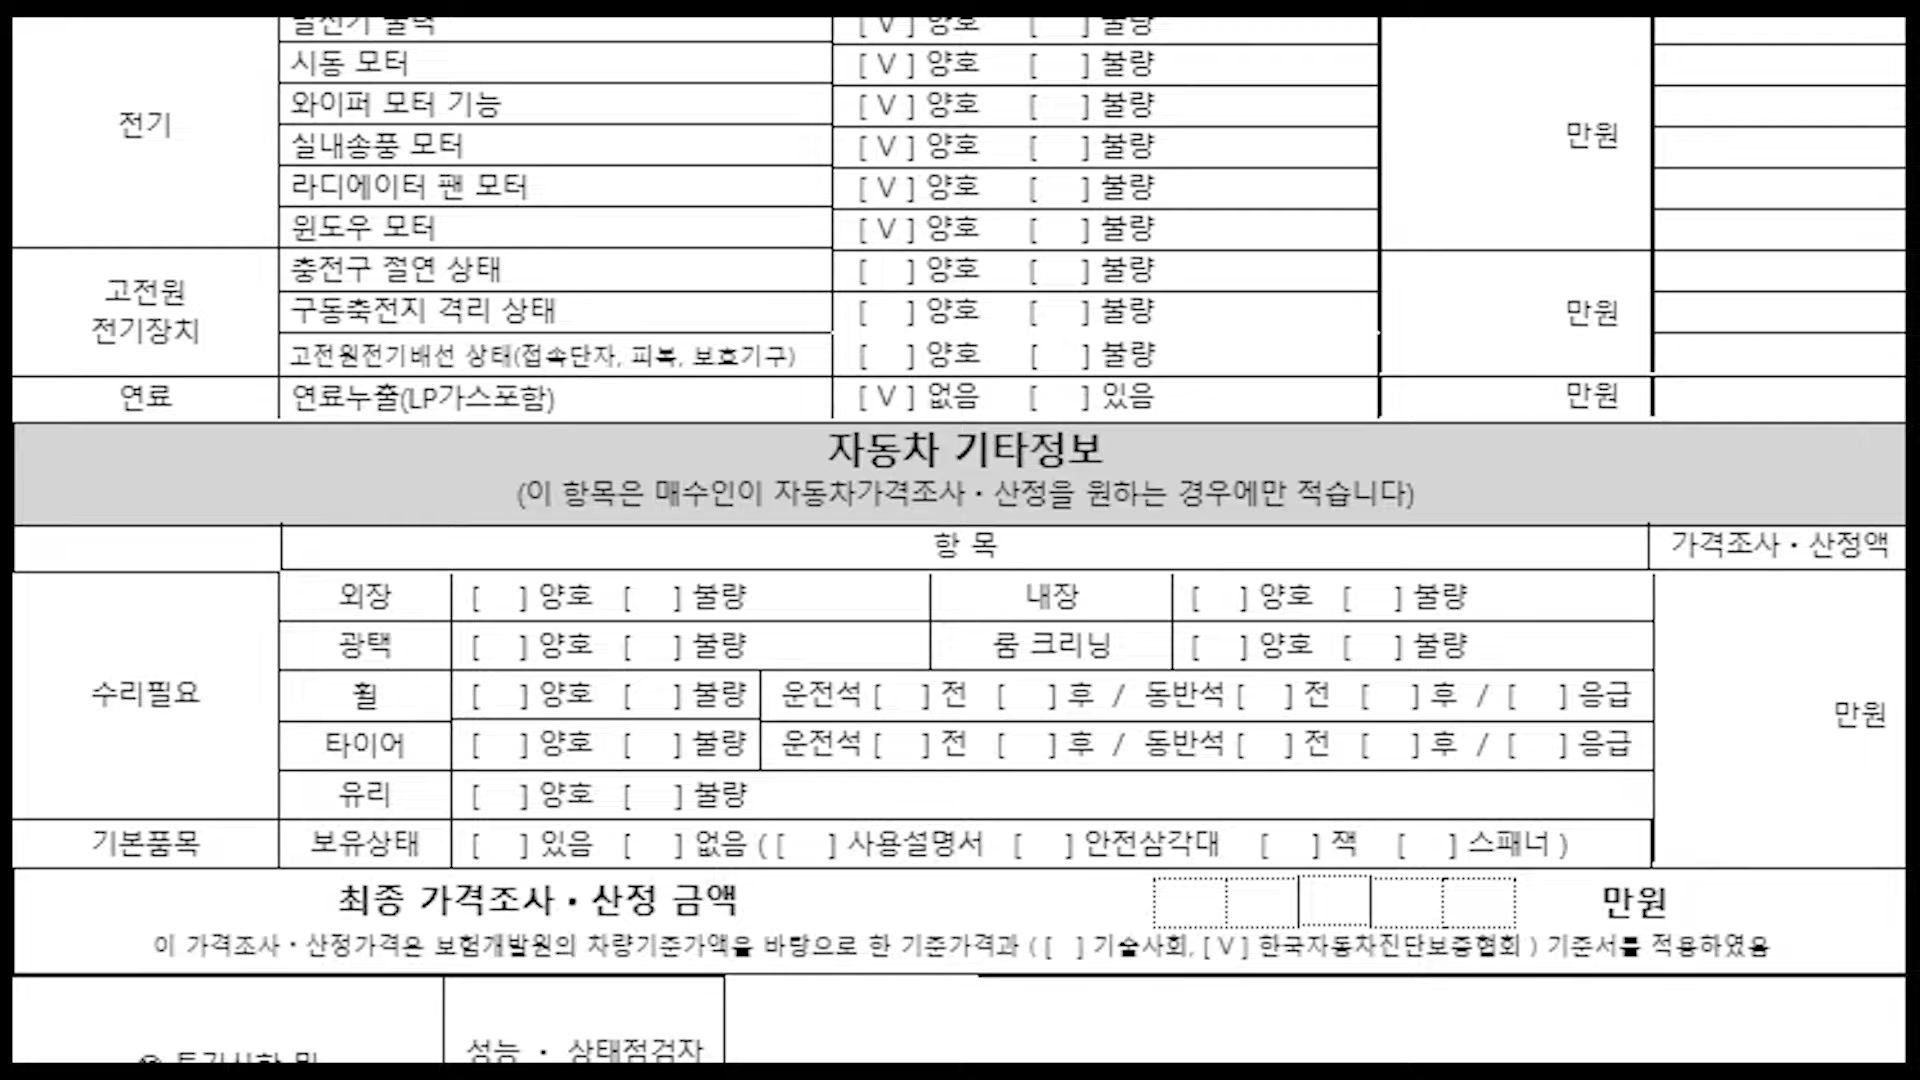 발전기 출력 [ V ] 양호 [ ] 불량
시동 모터 [ V ] 양호 [ ] 불량
와이퍼 모터 기능 [ V ] 양호 [ ] 불량
전기 만원
실내송풍 모터 [ V ] 양호 [ ] 불량
라디에이터 팬 모터 [ V ] 양호 [ ] 불량
윈도우 모터 [ V ] 양호 [ ] 불량
충전구 절연 상태 [ ] 양호 [ ] 불량
고전원
전기장치
구동축전지 격리 상태 [ ] 양호 [ ] 불량 만원
고전원전기배선 상태(접속단자, 피복, 보호기구) [ ] 양호 [ ] 불량
연료 연료누출(LP가스포함) [ V ] 없음 [ ] 있음 만원
자동차 기타정보
(이 항목은 매수인이 자동차가격조사·산정을 원하는 경우에만 적습니다)
항 목 가격조사·산정액
외장 [ ] 양호 [ ] 불량 내장 [ ] 양호 [ ] 불량
광택 [ ] 양호 [ ] 불량 룸 크리닝 [ ] 양호 [ ] 불량
수리필요 휠 [ ] 양호 [ ] 불량 운전석 [ ] 전 [ ] 후 / 동반석 [ ] 전 [ ] 후 / [ ] 응급
만원
타이어 [ ] 양호 [ ] 불량 운전석 [ ] 전 [ ] 후 / 동반석 [ ] 전 [ ] 후 / [ ] 응급
유리 [ ] 양호 [ ] 불량
기본품목 보유상태 [ ] 있음 [ ] 없음 ( [ ] 사용설명서 [ ] 안전삼각대 [ ] 잭 [ ] 스패너 )
최종 가격조사·산정 금액 만원
이 가격조사·산정가격은 보험개발원의 차량기준가액을 바탕으로 한 기준가격과 ( [ ] 기술사회, [ V ] 한국자동차진단보증협회 ) 기준서를 적용하였음
성능 · 상태점검자